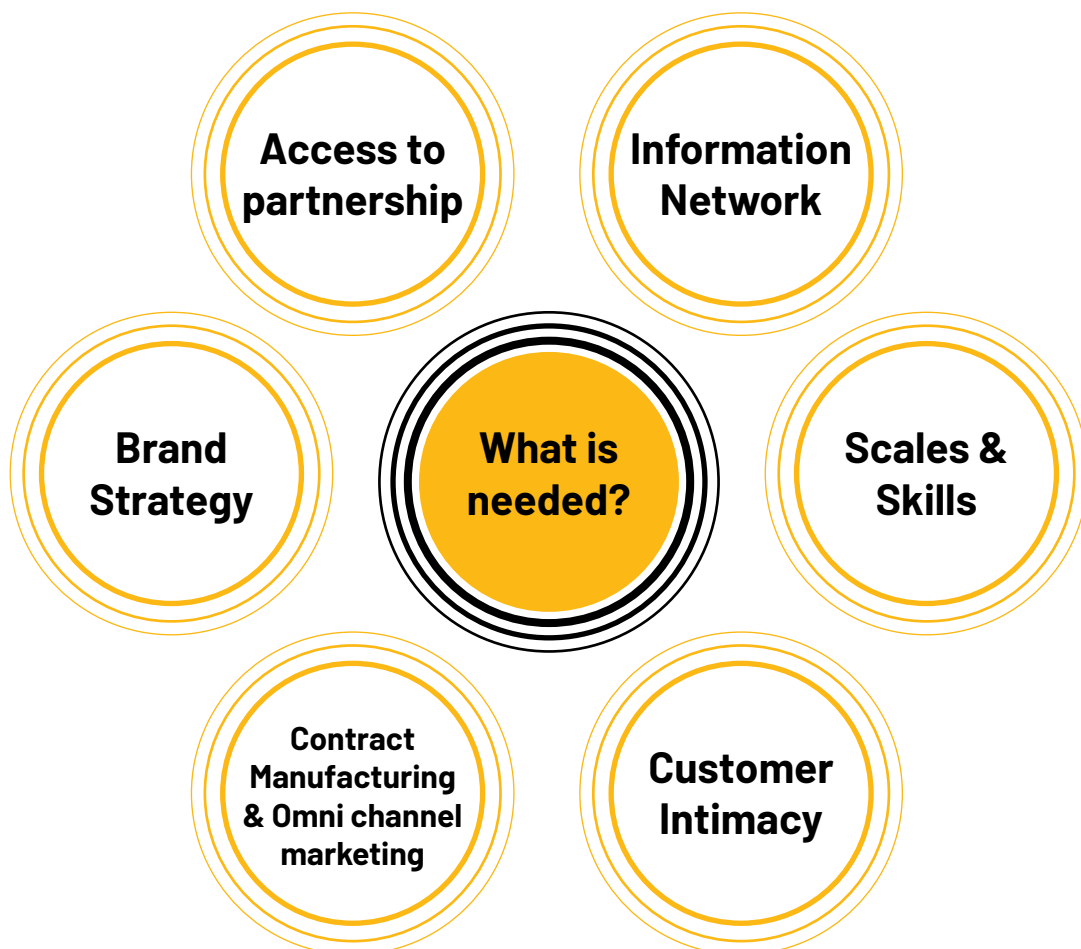 Access to
partnership
Information
Network
Brand
Strategy
What is
needed?
Scales &
Skills
Contract
Manufacturing
& Omni channel
marketing
Customer
Intimacy